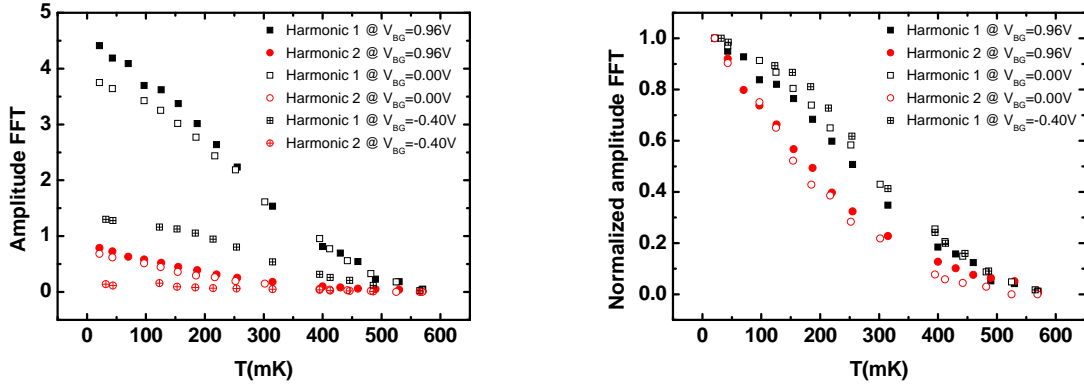 Amplitude FFT
5
4
3
2
1
0
Harmonic 1 @ V_BG=0.96V
Harmonic 2 @ V_BG=0.96V
Harmonic 1 @ V_BG=0.00V
Harmonic 2 @ V_BG=0.00V
Harmonic 1 @ V_BG=-0.40V
Harmonic 2 @ V_BG=-0.40V
0 100 200 300 400 500 600
T(mK)
Normalized amplitude FFT
1.0
0.8
0.6
0.4
0.2
0.0
Harmonic 1 @ V_BG=0.96V
Harmonic 2 @ V_BG=0.96V
Harmonic 1 @ V_BG=0.00V
Harmonic 2 @ V_BG=0.00V
Harmonic 1 @ V_BG=-0.40V
0 100 200 300 400 500 600
T(mK)